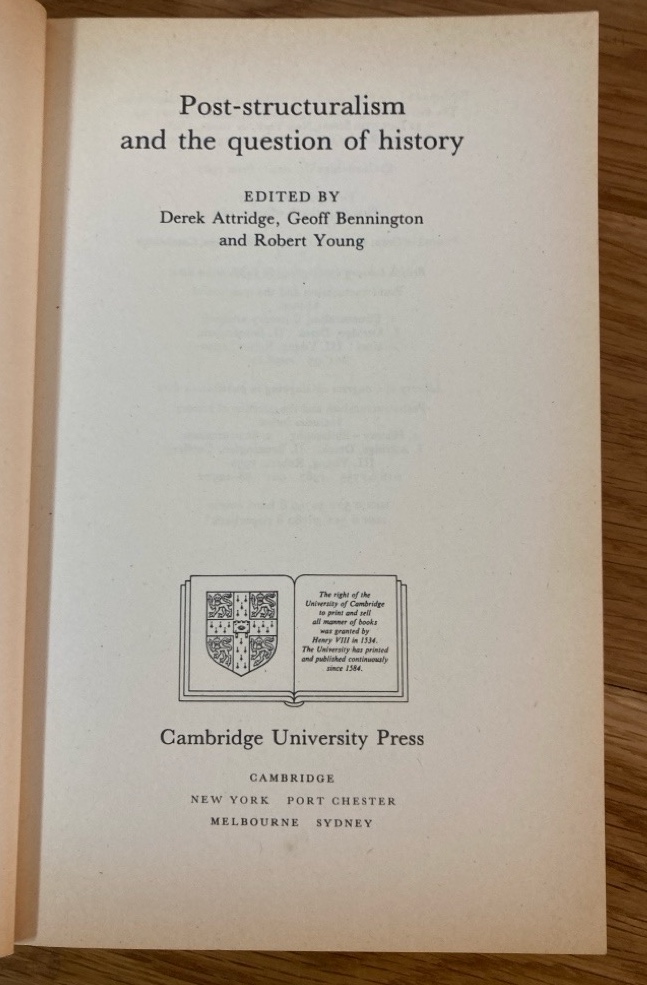 Post-structuralism
and the question of history
EDITED BY
Derek Attridge, Geoff Bennington
and Robert Young
The right of the
University of Cambridge
to print and sell
all manner of books
was granted by
Henry VIII in 1534.
The University has printed
and published continuously
since 1584.
Cambridge University Press
CAMBRIDGE
NEW YORK PORT CHESTER
MELBOURNE SYDNEY